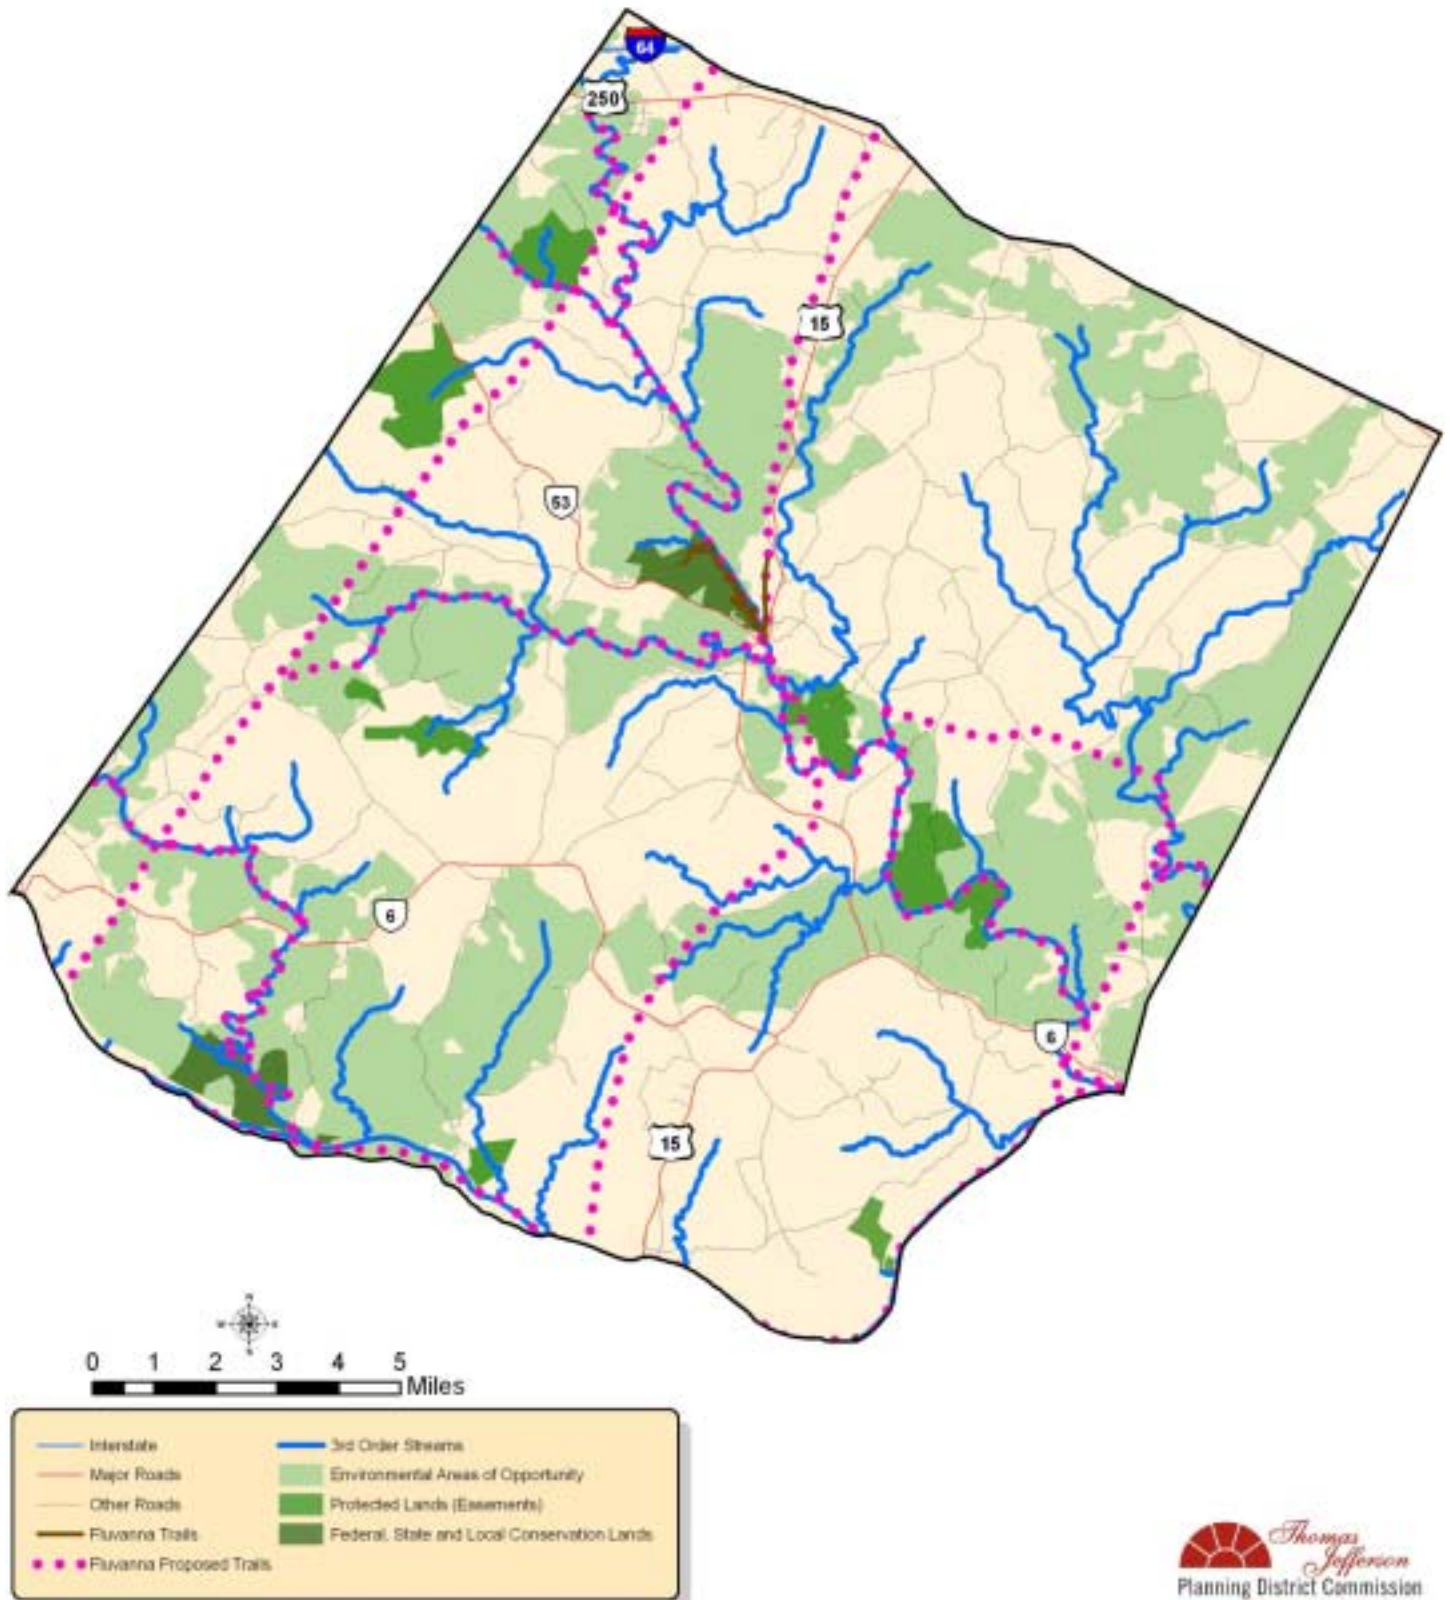 64
250
15
53
6
6
15
N
W E
S
0 1 2 3 4 5
Miles
Interstate
Major Roads
Other Roads
Fluvanna Trails
Fluvanna Proposed Trails
3rd Order Streams
Environmental Areas of Opportunity
Protected Lands (Easements)
Federal, State and Local Conservation Lands
Thomas
Jefferson
Planning District Commission